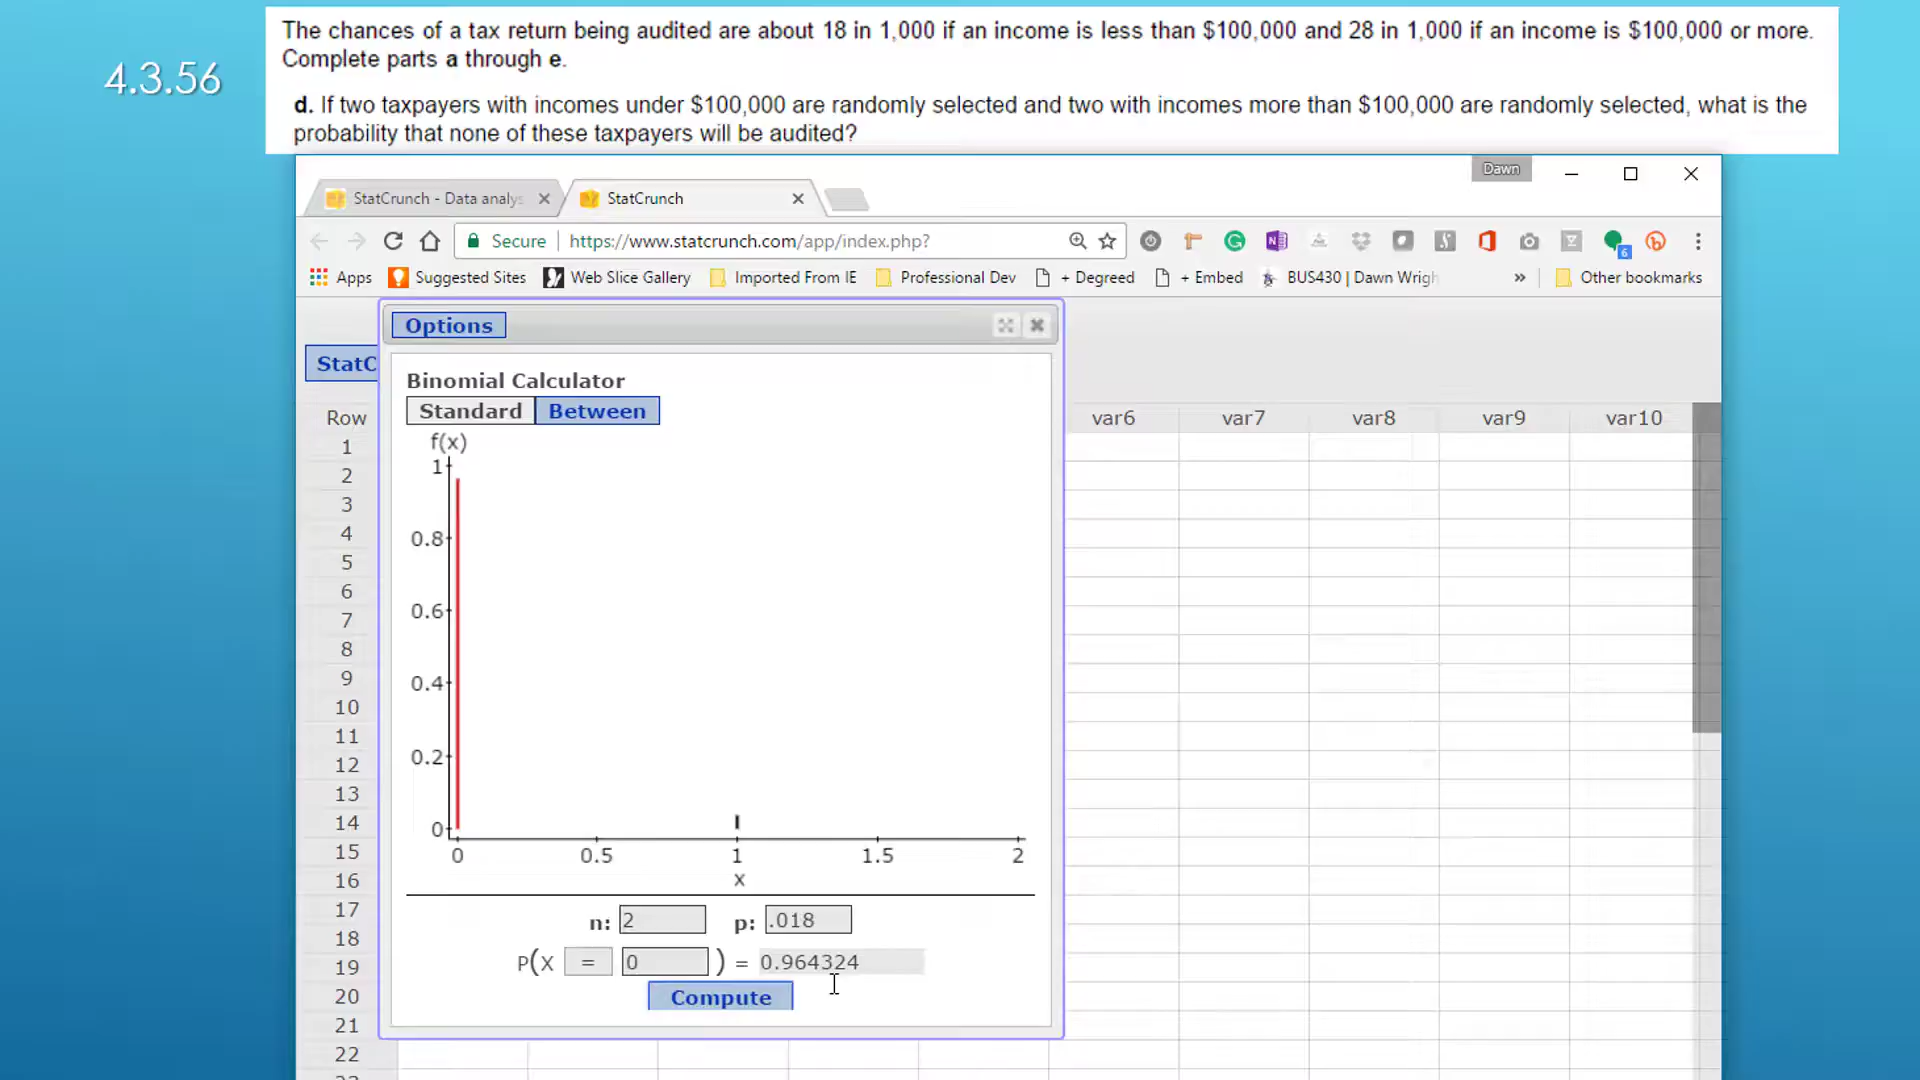 4.3.56
The chances of a tax return being audited are about 18 in 1,000 if an income is less than $100,000 and 28 in 1,000 if an income is $100,000 or more.
Complete parts a through e.
d. If two taxpayers with incomes under $100,000 are randomly selected and two with incomes more than $100,000 are randomly selected, what is the
probability that none of these taxpayers will be audited?
Dawn
StatCrunch - Data analys
StatCrunch
Secure https://www.statcrunch.com/app/index.php?
6
Apps Suggested Sites Web Slice Gallery Imported From IE Professional Dev + Degreed + Embed BUS430 | Dawn Wrigh » Other bookmarks
Options
StatC
Binomial Calculator
Standard Between
Row var6 var7 var8 var9 var10
f(x)
1
0.8
0.6
0.4
0.2
0
0 0.5 1 1.5 2
x
n: 2 p: .018
P(X = 0 ) = 0.964324
Compute
1
2
3
4
5
6
7
8
9
10
11
12
13
14
15
16
17
18
19
20
21
22